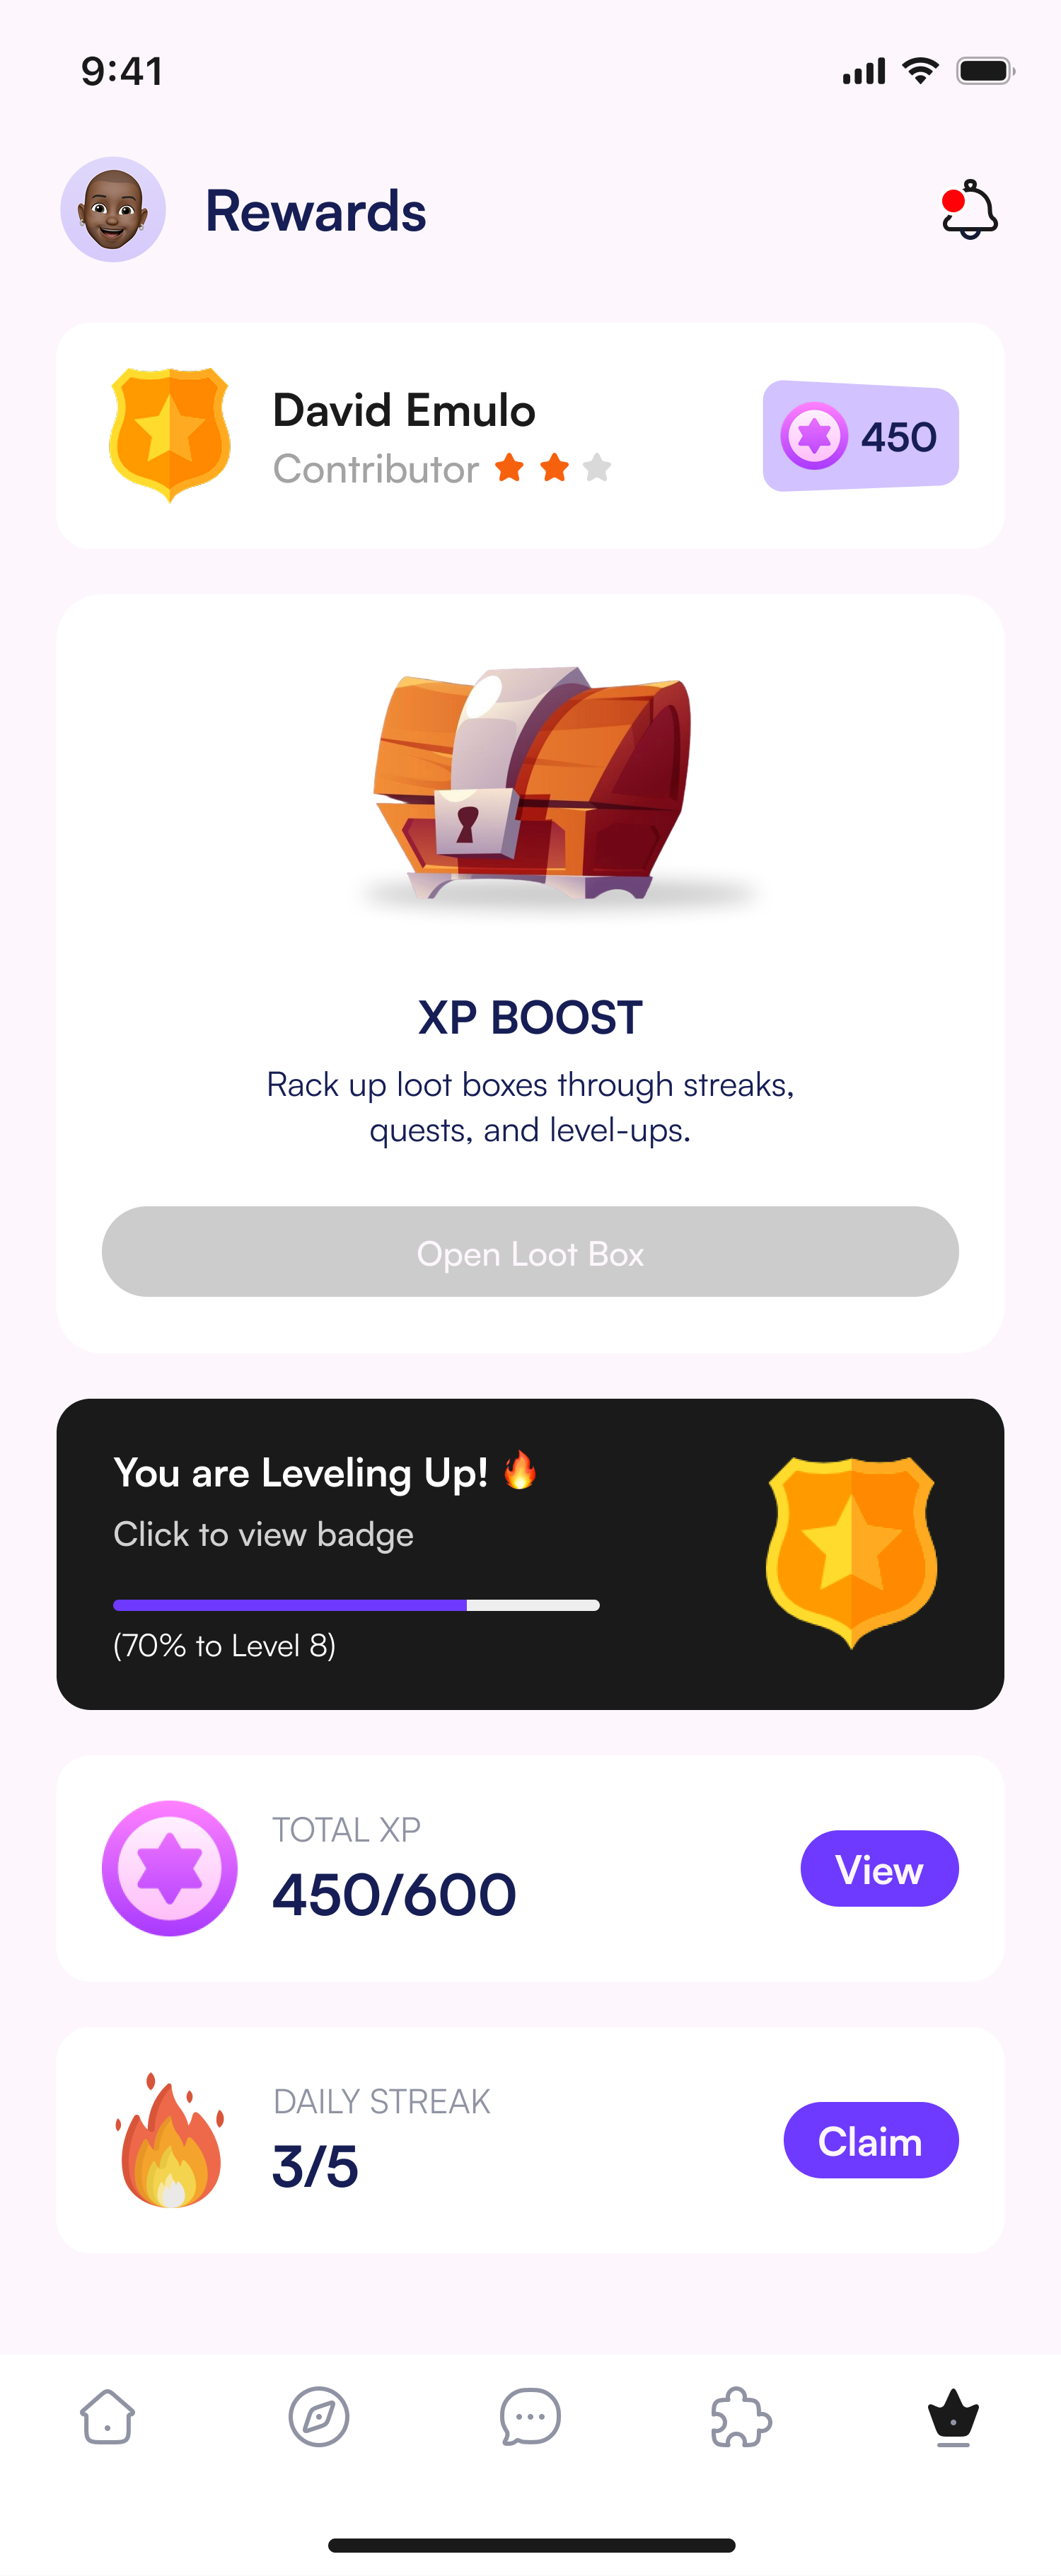 9:41
Rewards
David Emulo
Contributor
450
XP BOOST
Rack up loot boxes through streaks,
quests, and level-ups.
Open Loot Box
You are Leveling Up! 🔥
Click to view badge
(70% to Level 8)
TOTAL XP
450/600
View
DAILY STREAK
3/5
Claim